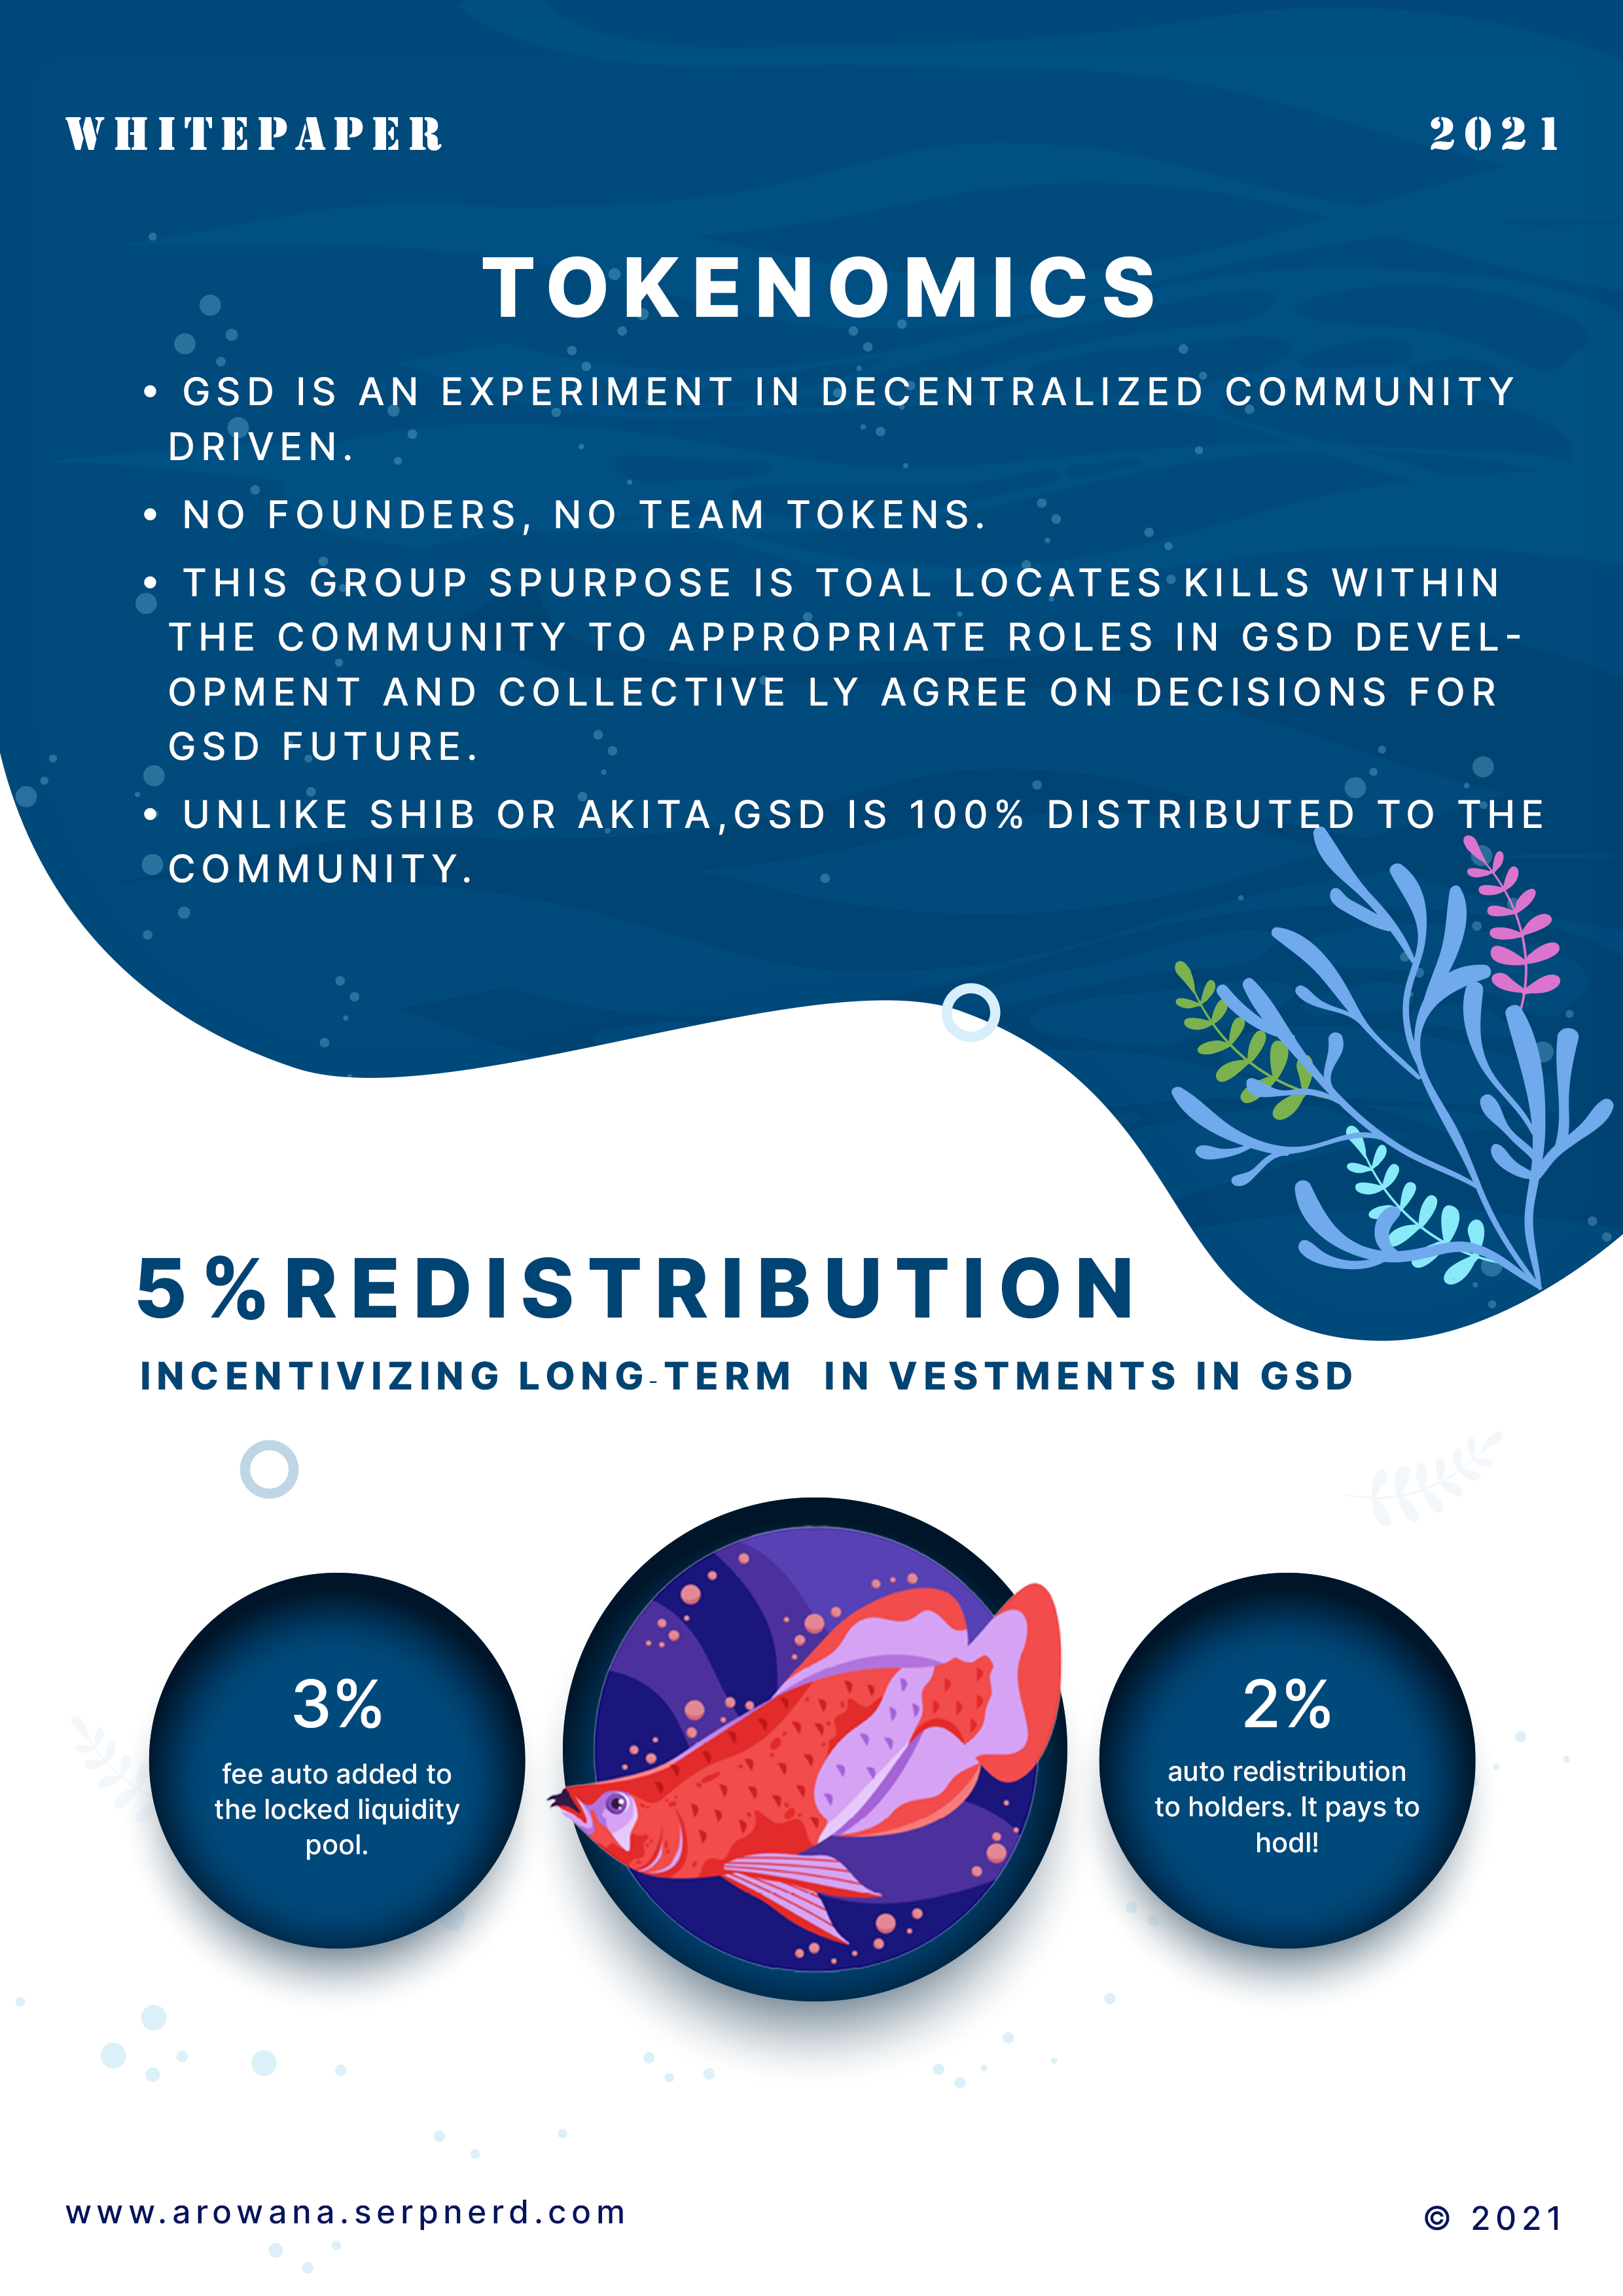 WHITEPAPER
2021
TOKENOMICS
• GSD IS AN EXPERIMENT IN DECENTRALIZED COMMUNITY
DRIVEN.
• NO FOUNDERS, NO TEAM TOKENS.
• THIS GROUP SPURPOSE IS TOAL LOCATES KILLS WITHIN
THE COMMUNITY TO APPROPRIATE ROLES IN GSD DEVEL-
OPMENT AND COLLECTIVE LY AGREE ON DECISIONS FOR
GSD FUTURE.
• UNLIKE SHIB OR AKITA,GSD IS 100% DISTRIBUTED TO THE
COMMUNITY.
5%REDISTRIBUTION
INCENTIVIZING LONG-TERM IN VESTMENTS IN GSD
3%
fee auto added to
the locked liquidity
pool.
2%
auto redistribution
to holders. It pays to
hodl!
www.arowana.serpnerd.com
© 2021